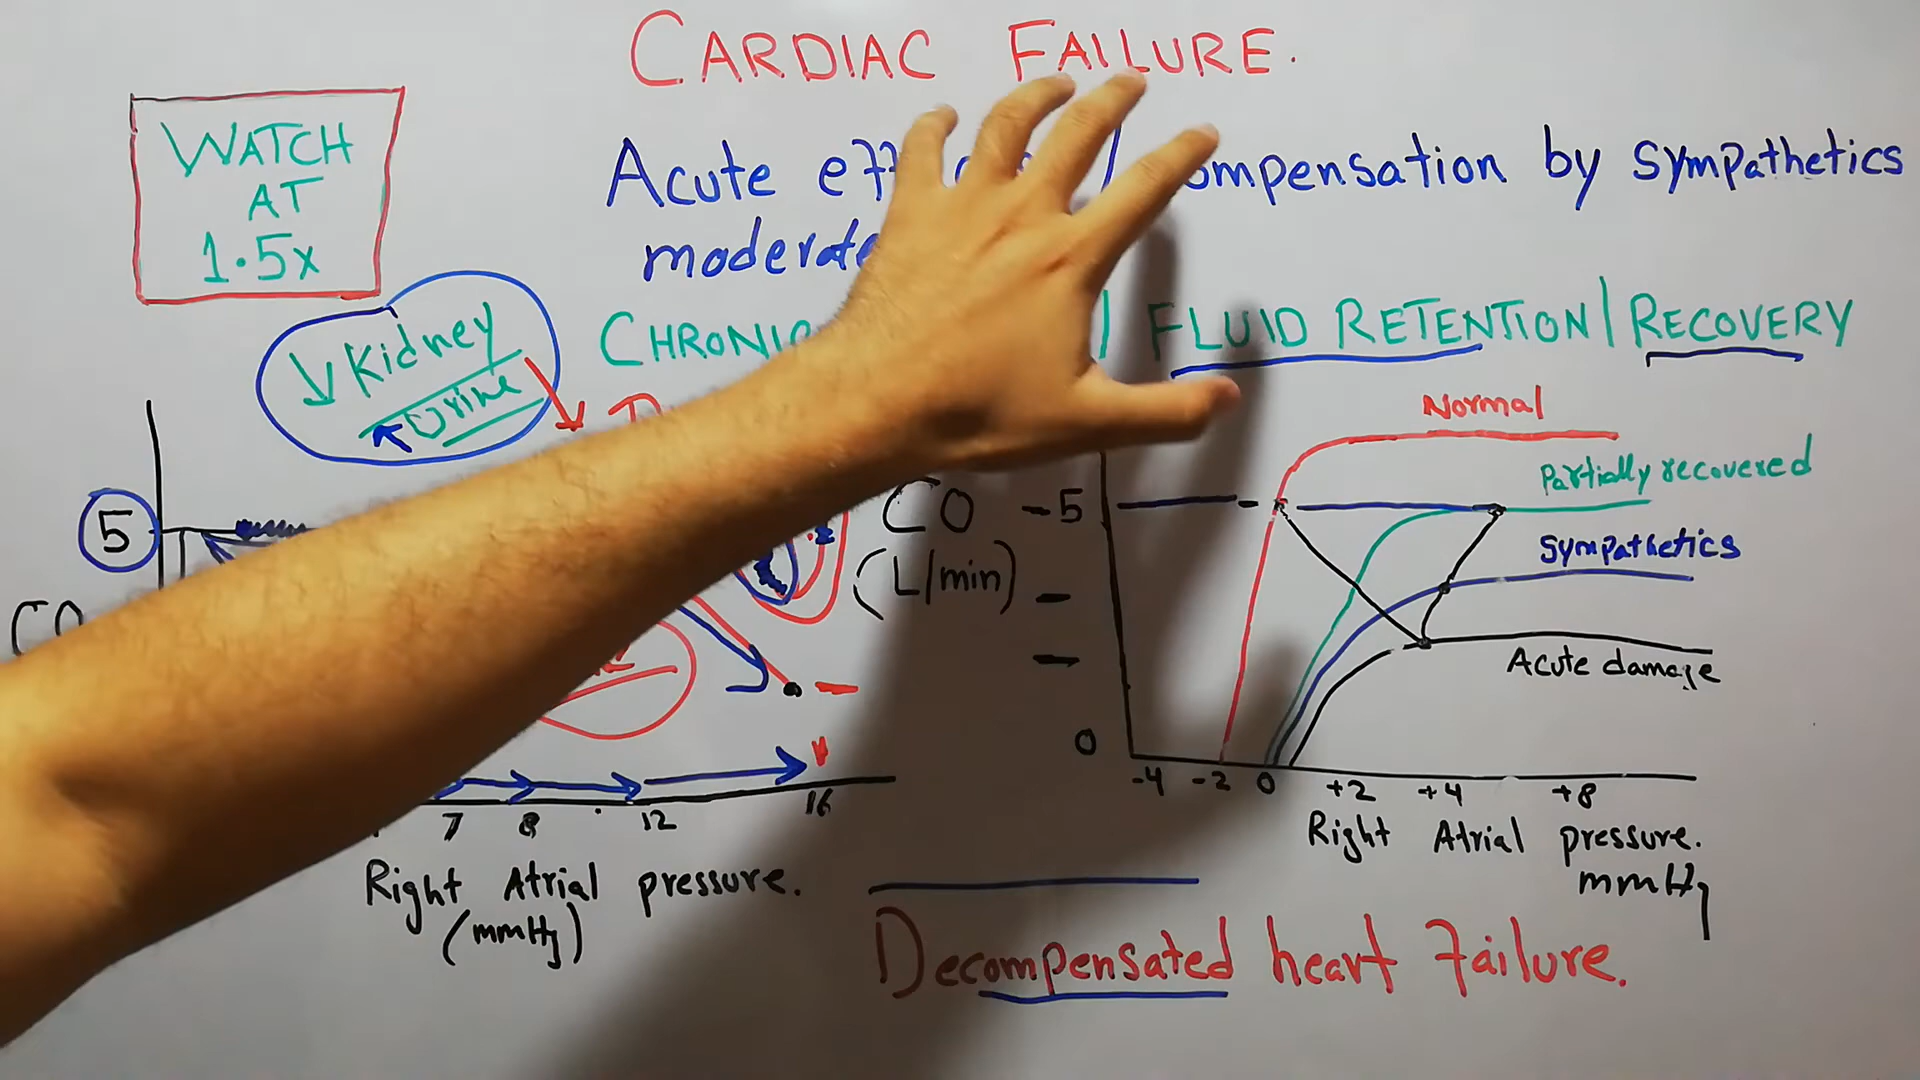 CARDIAC FAILURE.
WATCH
AT
1.5x
Acute
compensation by sympathetics
moderate
↓ Kidney
Urine
CHRONIC
| FLUID RETENTION | RECOVERY
5
CO
7 8 12 16
Right Atrial pressure.
(mmHg)
CO
(L/min)
-5
0
Normal
Partially recovered
Sympathetics
Acute damage
-4 -2 0 +2 +4 +8
Right Atrial pressure.
mmHg
Decompensated heart failure.